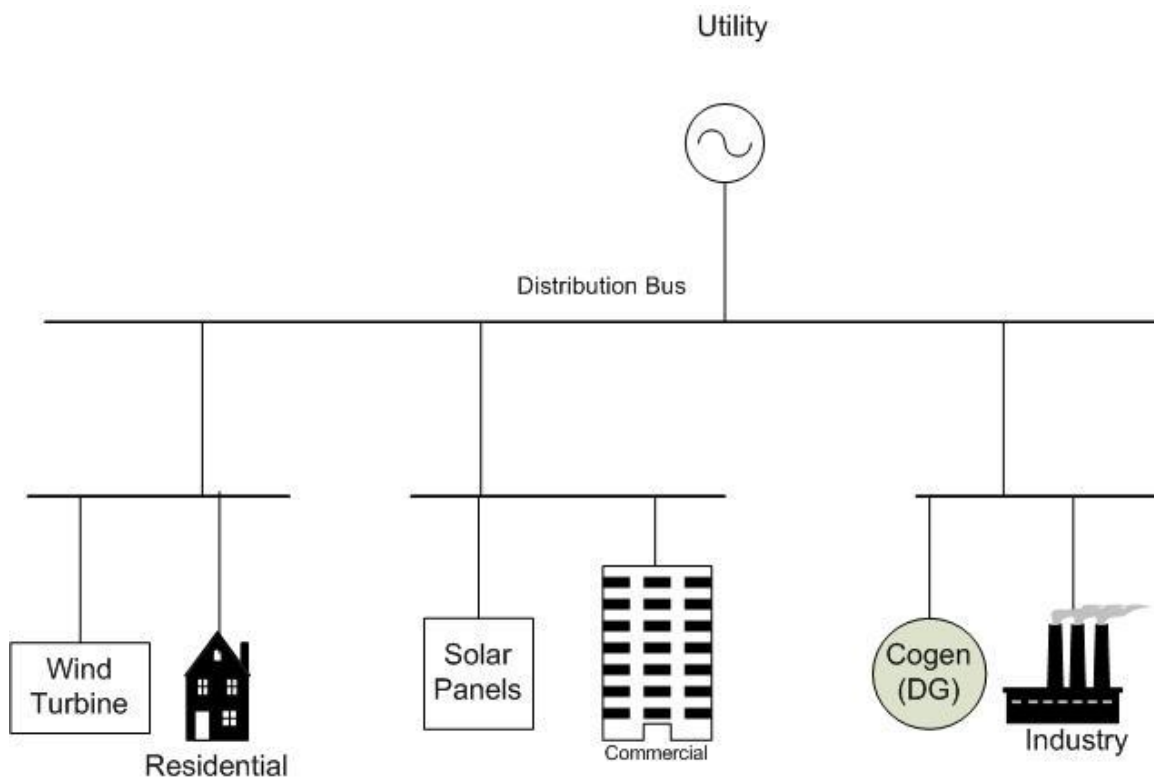 Utility
Distribution Bus
Wind
Turbine
Residential
Solar
Panels
Commercial
Cogen
(DG)
Industry